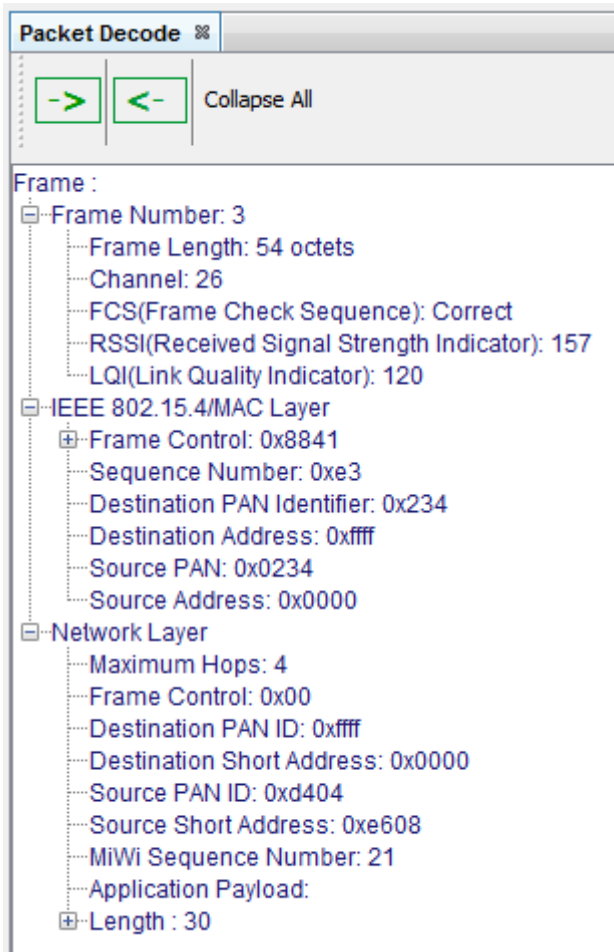 Packet Decode
-> <- Collapse All
Frame :
Frame Number: 3
Frame Length: 54 octets
Channel: 26
FCS(Frame Check Sequence): Correct
RSSI(Received Signal Strength Indicator): 157
LQI(Link Quality Indicator): 120
IEEE 802.15.4/MAC Layer
Frame Control: 0x8841
Sequence Number: 0xe3
Destination PAN Identifier: 0x234
Destination Address: 0xffff
Source PAN: 0x0234
Source Address: 0x0000
Network Layer
Maximum Hops: 4
Frame Control: 0x00
Destination PAN ID: 0xffff
Destination Short Address: 0x0000
Source PAN ID: 0xd404
Source Short Address: 0xe608
MiWi Sequence Number: 21
Application Payload:
Length : 30